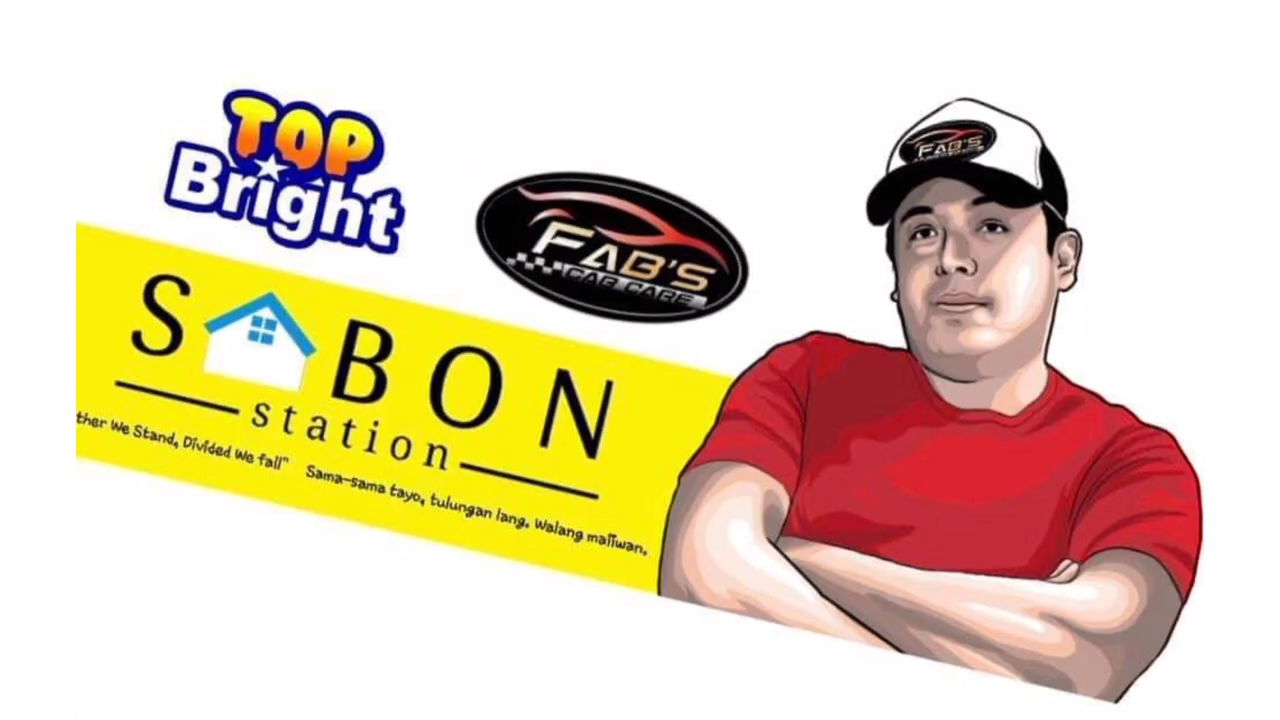 TOP
Bright
FAB'S
CAR CARE
FAB'S
SABON
station
ther We Stand, Divided We fall" Sama-sama tayo, tulungan lang. Walang maiiwan.